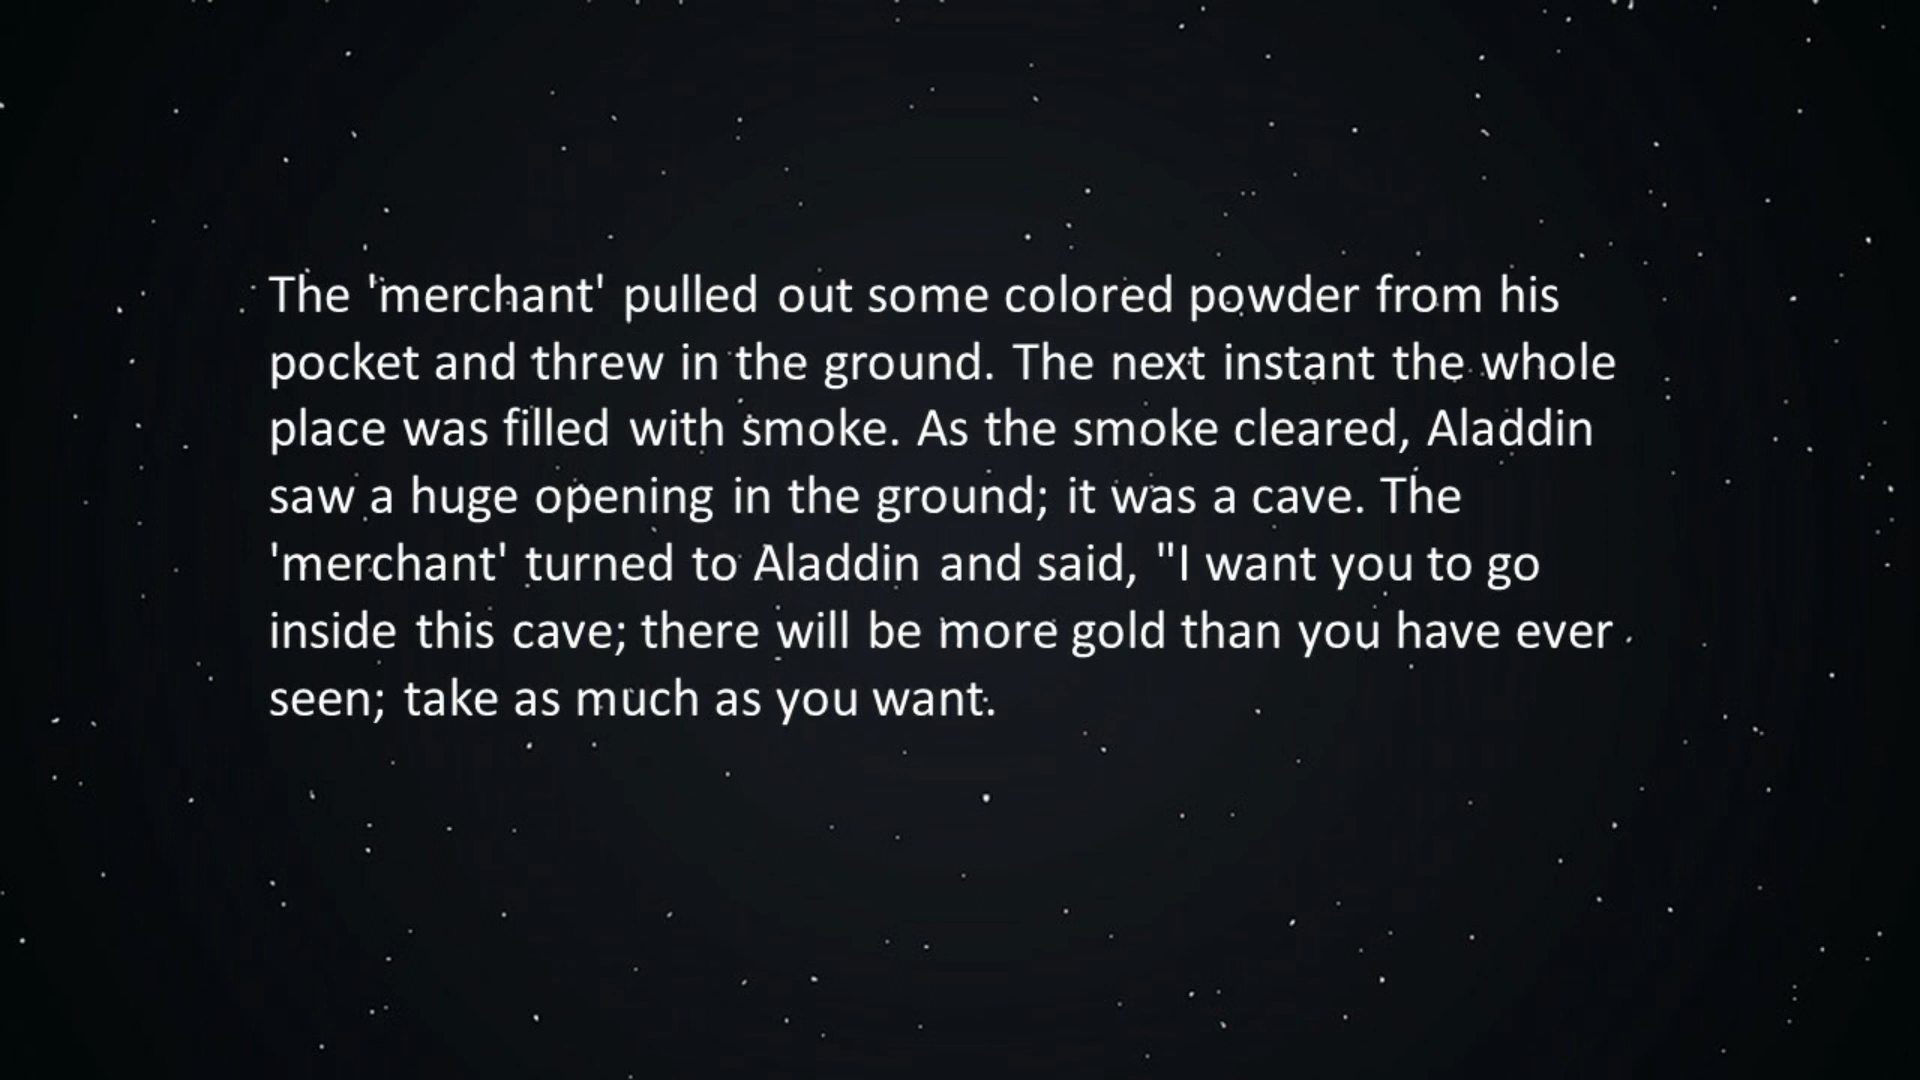 The 'merchant' pulled out some colored powder from his
pocket and threw in the ground. The next instant the whole
place was filled with smoke. As the smoke cleared, Aladdin
saw a huge opening in the ground; it was a cave. The
'merchant' turned to Aladdin and said, "I want you to go
inside this cave; there will be more gold than you have ever
seen; take as much as you want.